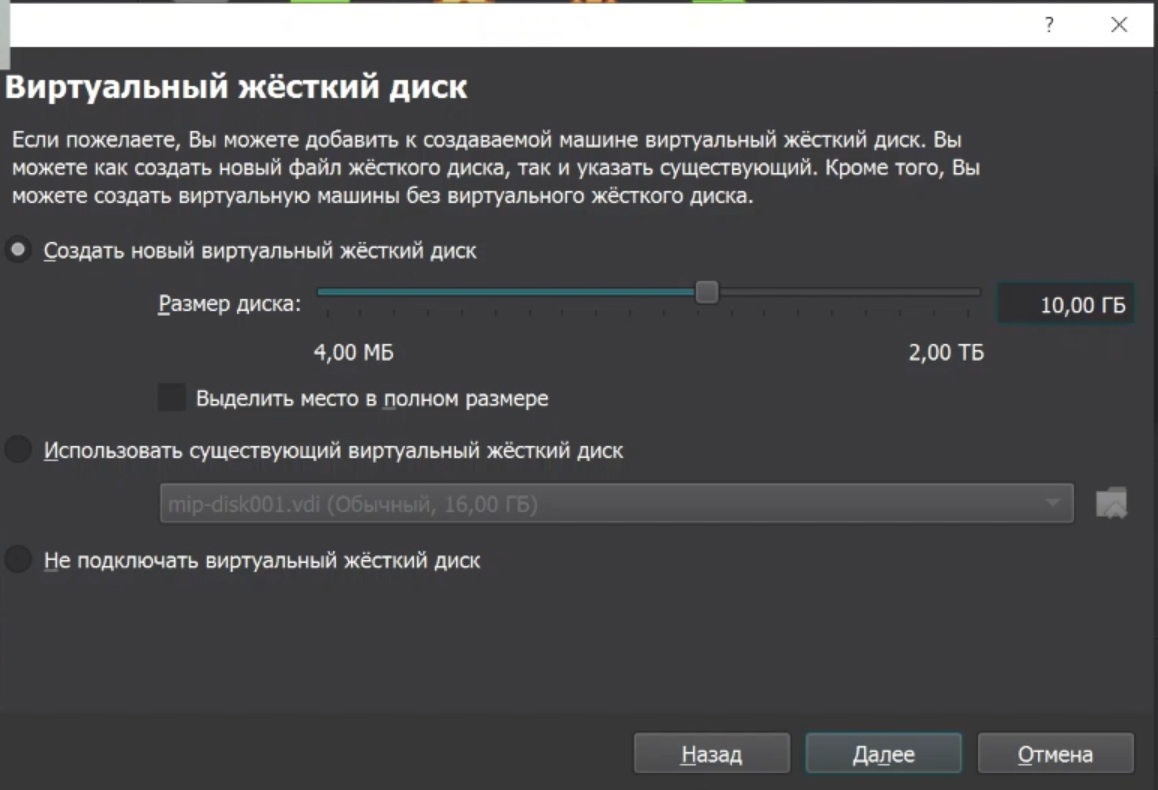 ?
Виртуальный жёсткий диск
Если пожелаете, Вы можете добавить к создаваемой машине виртуальный жёсткий диск. Вы
можете как создать новый файл жёсткого диска, так и указать существующий. Кроме того, Вы
можете создать виртуальную машины без виртуального жёсткого диска.
Создать новый виртуальный жёсткий диск
Размер диска: 10,00 ГБ
4,00 МБ 2,00 ТБ
Выделить место в полном размере
Использовать существующий виртуальный жёсткий диск
mip-disk001.vdi (Обычный, 16,00 ГБ)
Не подключать виртуальный жёсткий диск
Назад Далее Отмена